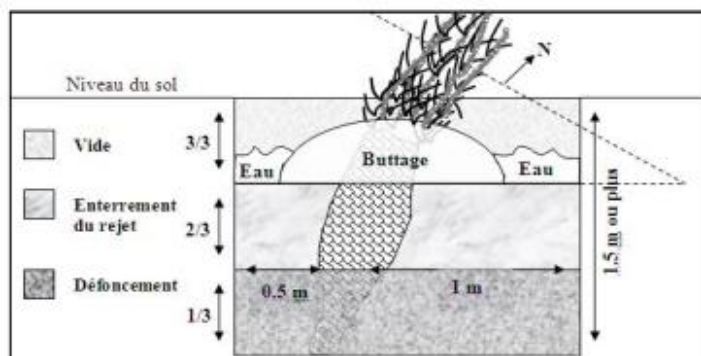 N
Niveau du sol
Vide
3/3
Buttage
Eau
Eau
Enterrement
du rejet
2/3
1.5 m ou plus
0.5 m
1 m
Défoncement
1/3